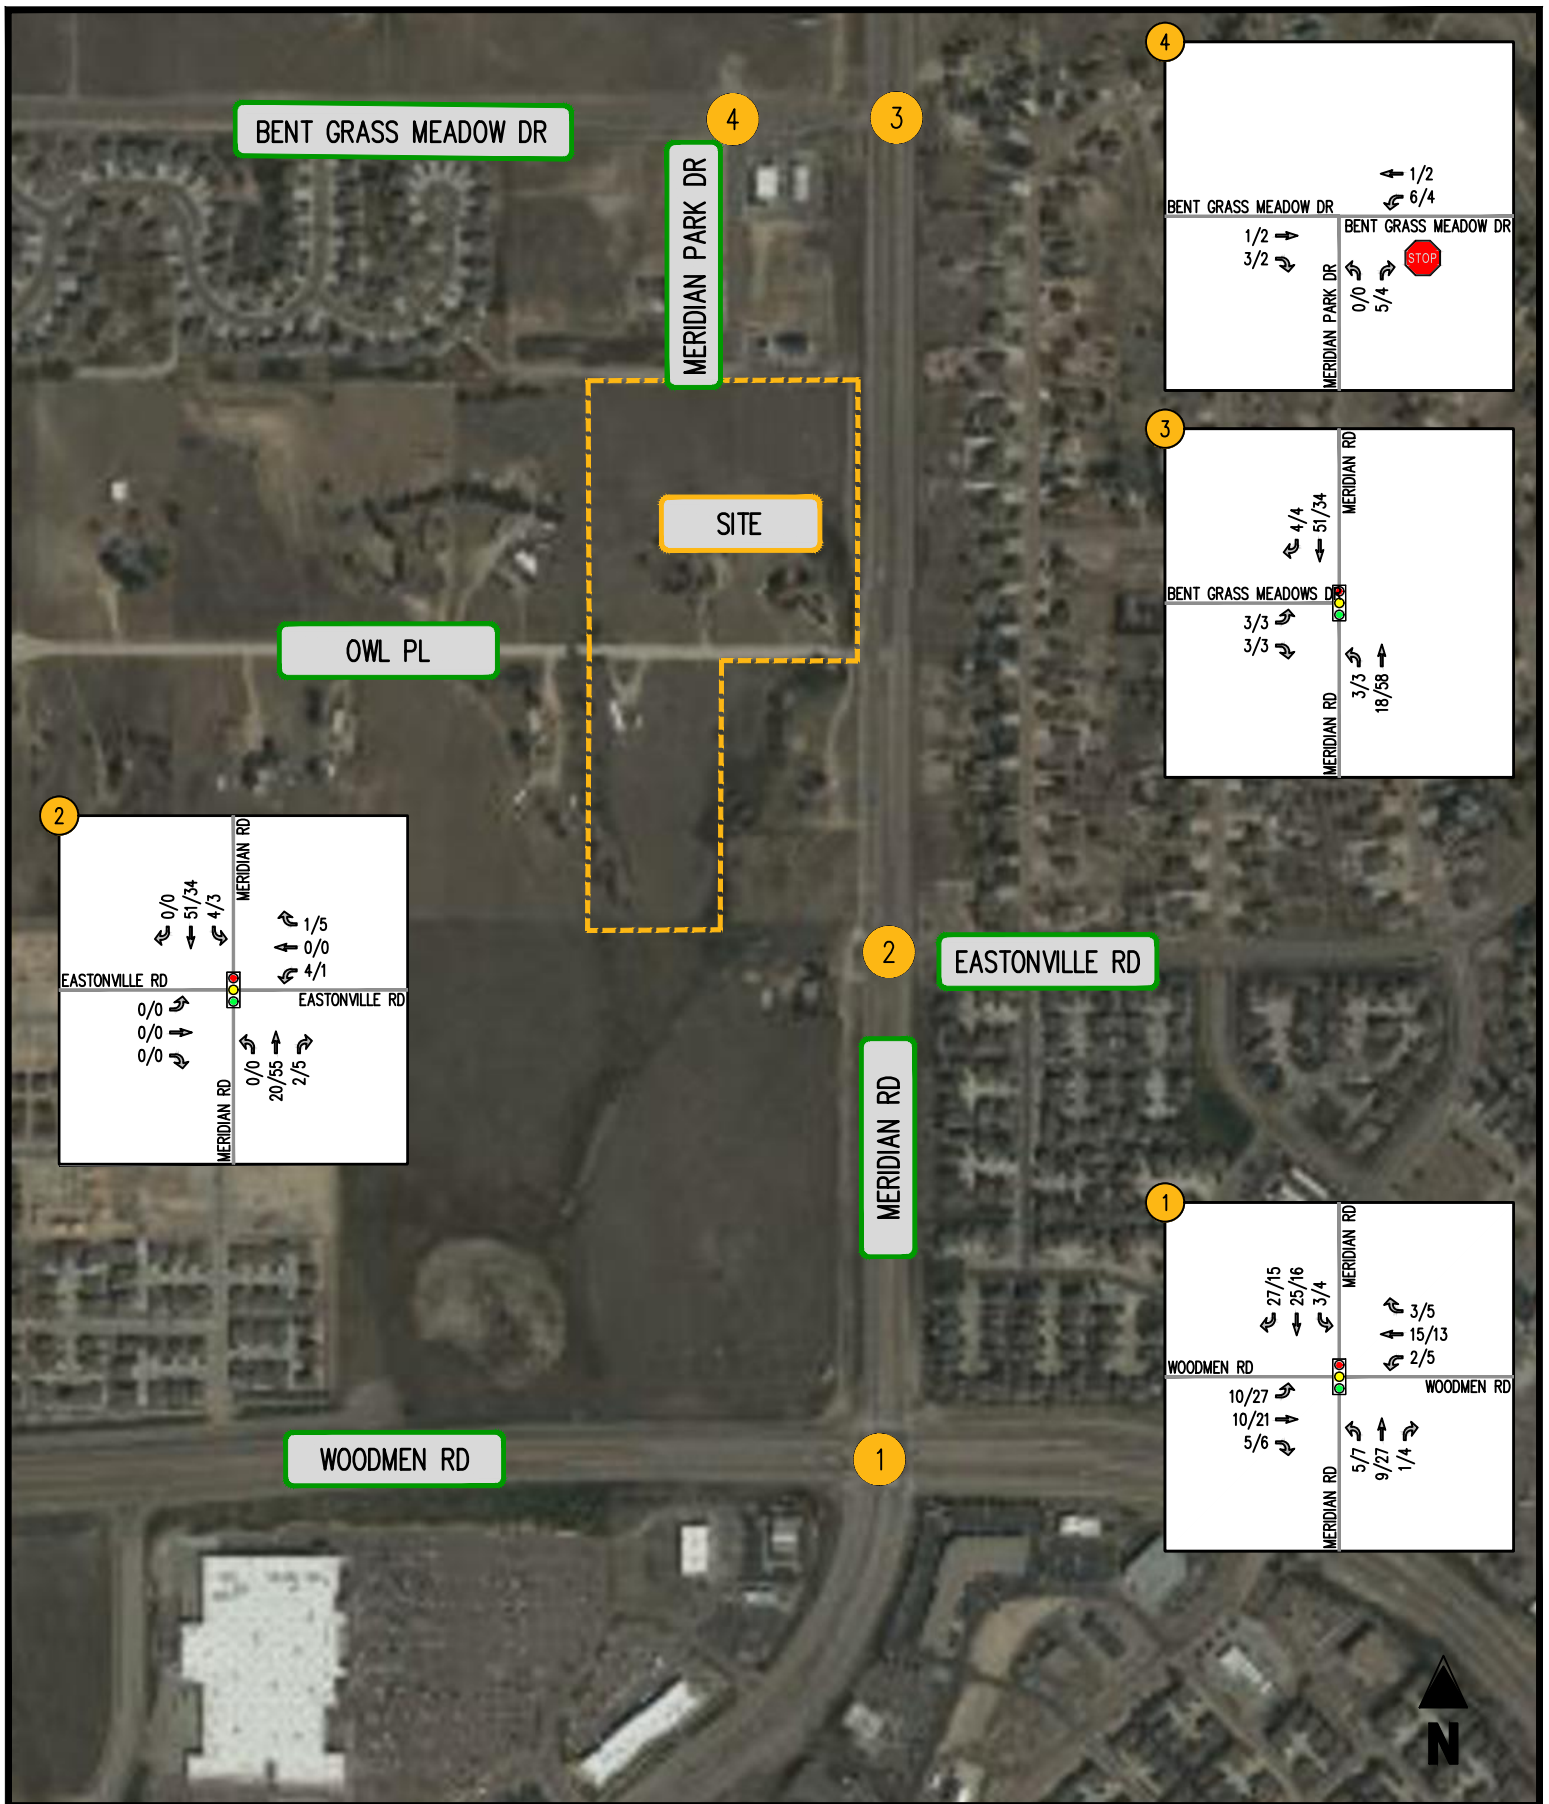 4
BENT GRASS MEADOW DR
4
3
MERIDIAN PARK DR
1/2
6/4
BENT GRASS MEADOW DR
BENT GRASS MEADOW DR
1/2
3/2
STOP
MERIDIAN PARK DR
0/0
5/4
3
MERIDIAN RD
4/4
51/34
BENT GRASS MEADOWS DR
3/3
3/3
3/3
18/58
MERIDIAN RD
SITE
OWL PL
2
MERIDIAN RD
0/0
51/34
4/3
1/5
0/0
4/1
EASTONVILLE RD
EASTONVILLE RD
0/0
0/0
0/0
0/0
20/55
2/5
MERIDIAN RD
2
EASTONVILLE RD
MERIDIAN RD
1
MERIDIAN RD
27/15
25/16
3/4
3/5
15/13
2/5
WOODMEN RD
WOODMEN RD
10/27
10/21
5/6
5/7
9/27
1/4
MERIDIAN RD
WOODMEN RD
1
N